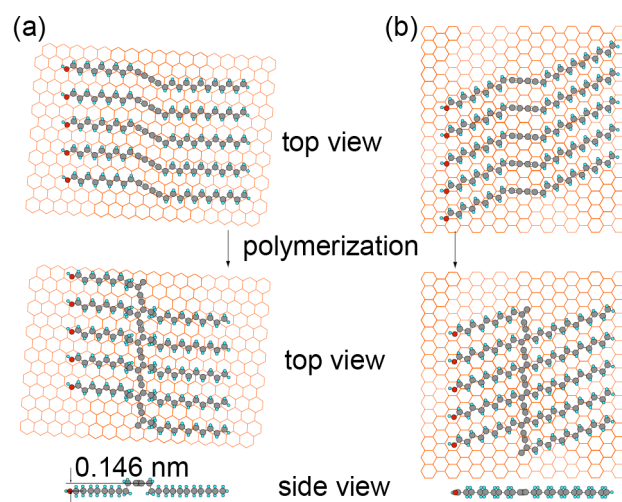 (a)
(b)
top view
polymerization
top view
0.146 nm
side view